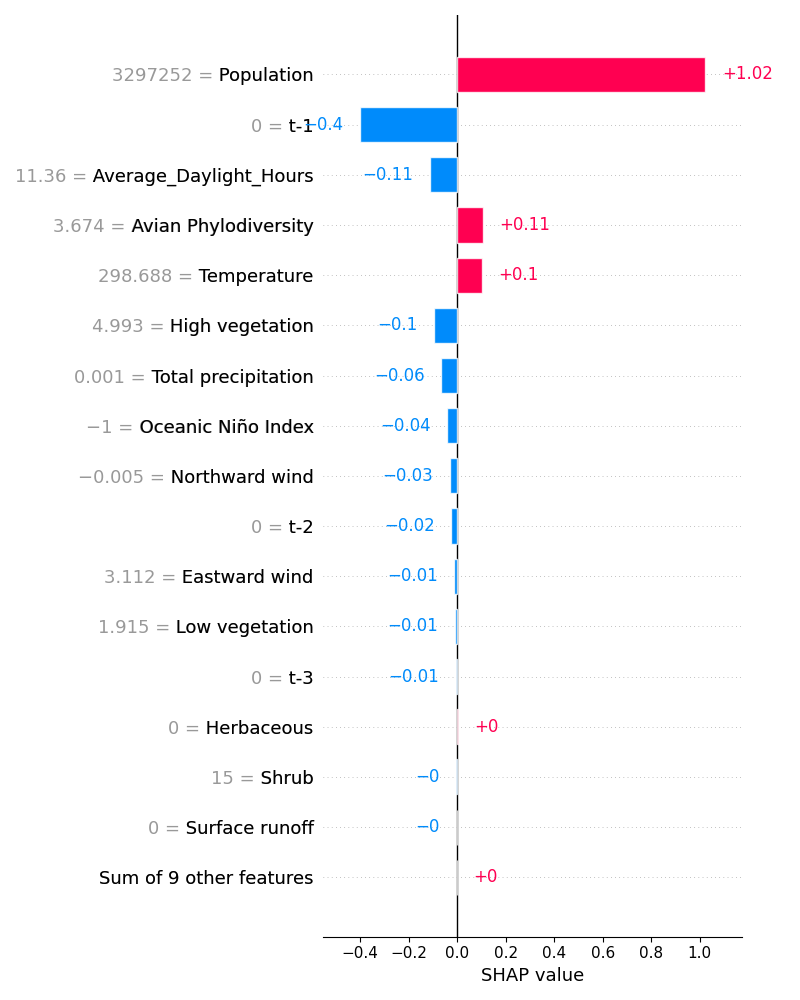 3297252 = Population +1.02
0 = t-1 −0.4
11.36 = Average_Daylight_Hours −0.11
3.674 = Avian Phylodiversity +0.11
298.688 = Temperature +0.1
4.993 = High vegetation −0.1
0.001 = Total precipitation −0.06
−1 = Oceanic Niño Index −0.04
−0.005 = Northward wind −0.03
0 = t-2 −0.02
3.112 = Eastward wind −0.01
1.915 = Low vegetation −0.01
0 = t-3 −0.01
0 = Herbaceous +0
15 = Shrub −0
0 = Surface runoff −0
Sum of 9 other features +0
−0.4 −0.2 0.0 0.2 0.4 0.6 0.8 1.0
SHAP value